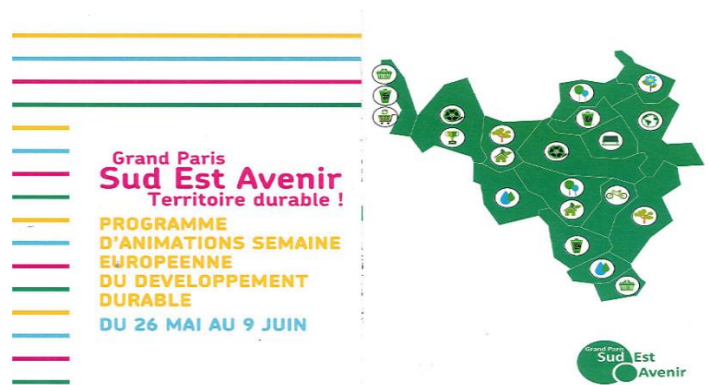 Grand Paris
Sud Est Avenir
Territoire durable !
PROGRAMME
D'ANIMATIONS SEMAINE
EUROPEENNE
DU DEVELOPPEMENT
DURABLE
DU 26 MAI AU 9 JUIN
Grand Paris
Sud Est
Avenir